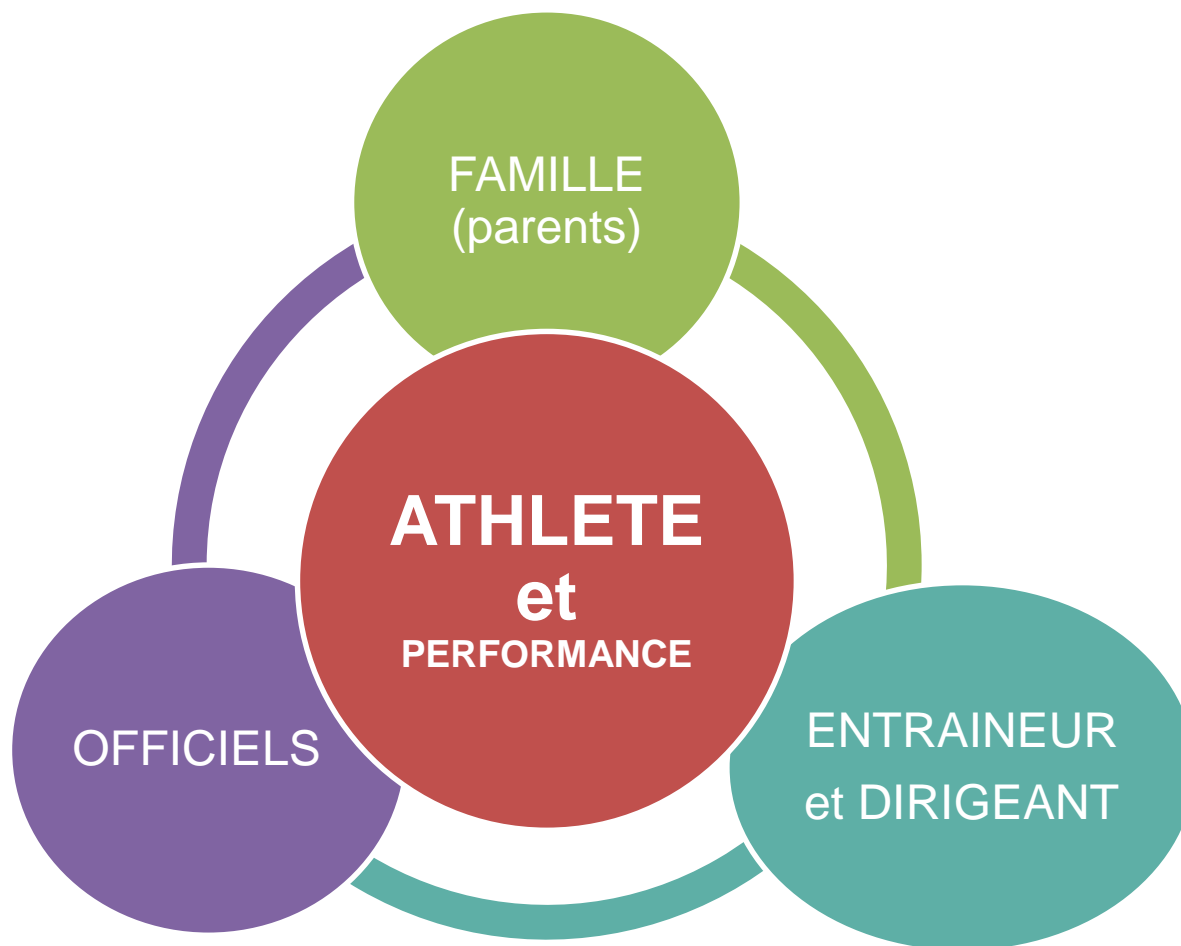 FAMILLE
(parents)
ATHLETE
et
PERFORMANCE
OFFICIELS
ENTRAINEUR
et DIRIGEANT